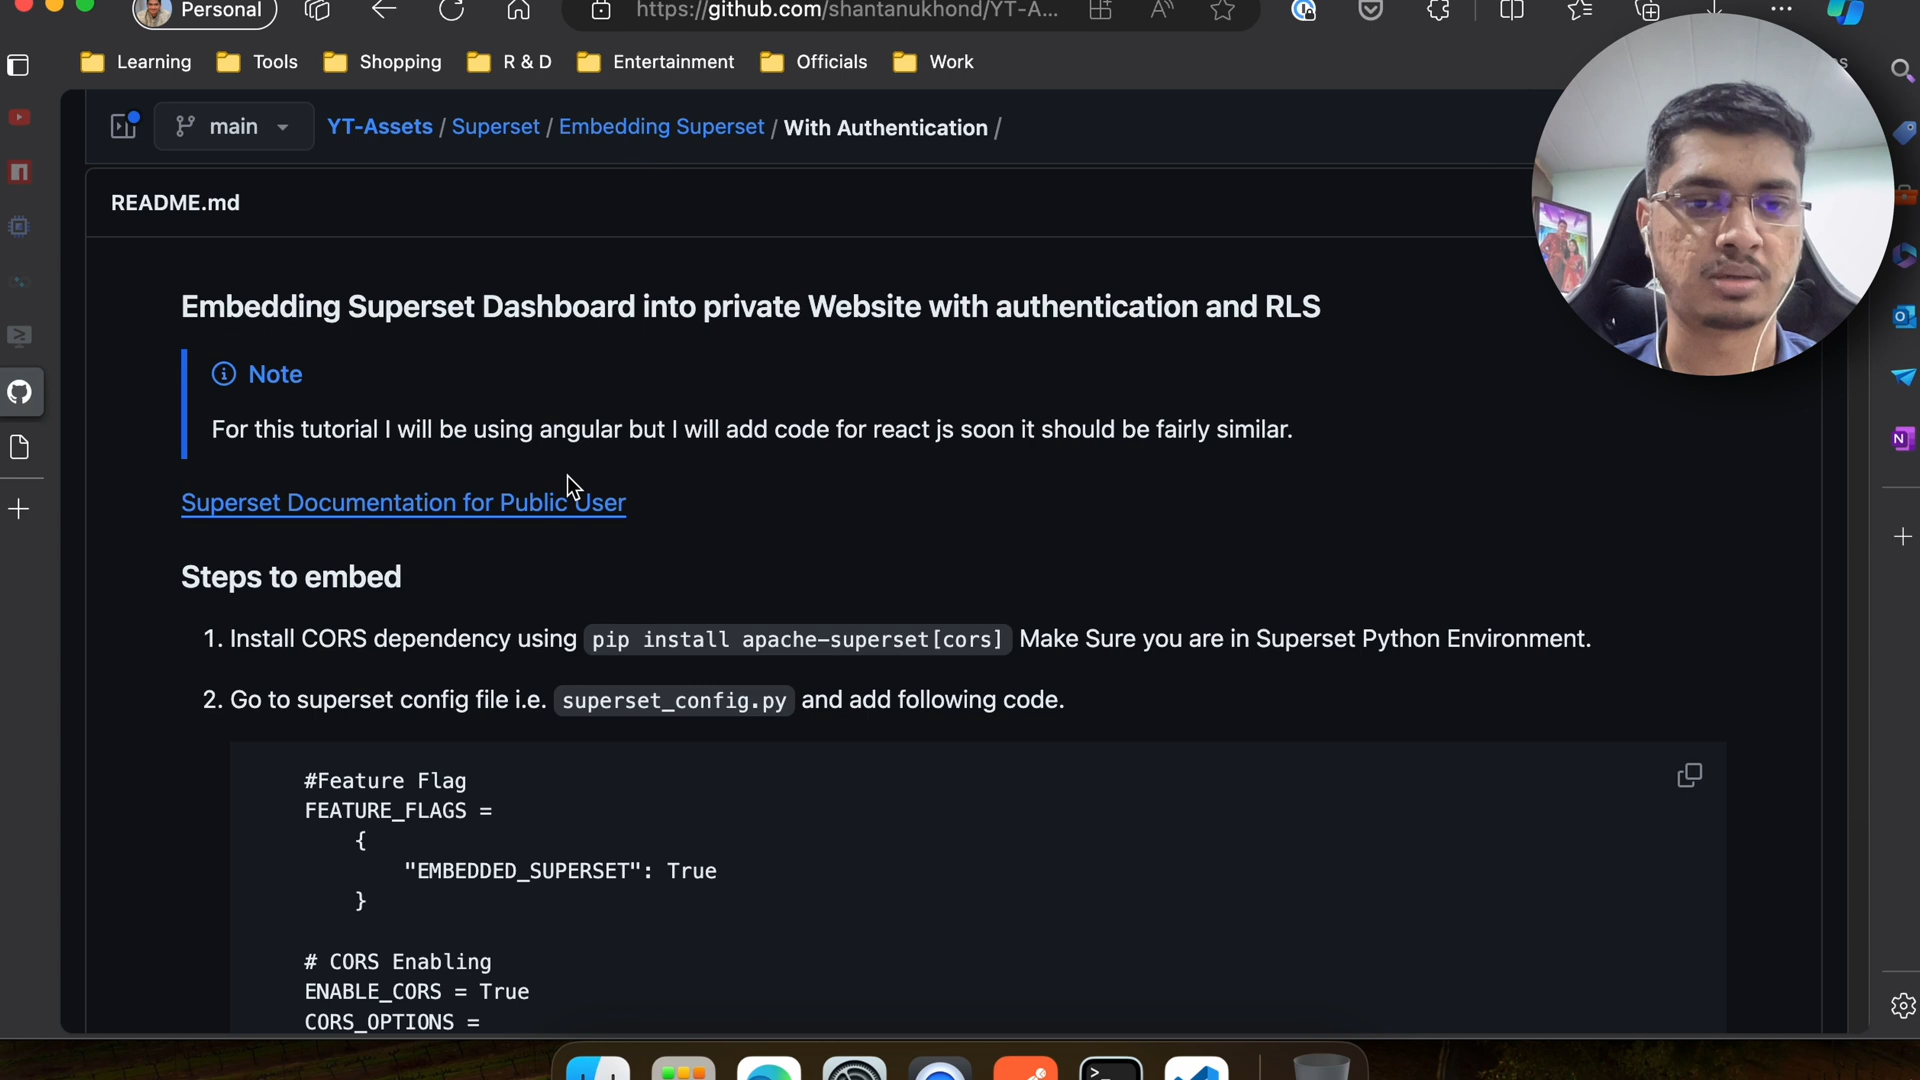 Personal
https://github.com/shantanukhond/YT-A...
Learning
Tools
Shopping
R & D
Entertainment
Officials
Work
main
YT-Assets / Superset / Embedding Superset / With Authentication /
README.md
Embedding Superset Dashboard into private Website with authentication and RLS
Note
For this tutorial I will be using angular but I will add code for react js soon it should be fairly similar.
Superset Documentation for Public User
Steps to embed
1. Install CORS dependency using pip install apache-superset[cors] Make Sure you are in Superset Python Environment.
2. Go to superset config file i.e. superset_config.py and add following code.
#Feature Flag
FEATURE_FLAGS =
{
"EMBEDDED_SUPERSET": True
}
# CORS Enabling
ENABLE_CORS = True
CORS_OPTIONS =